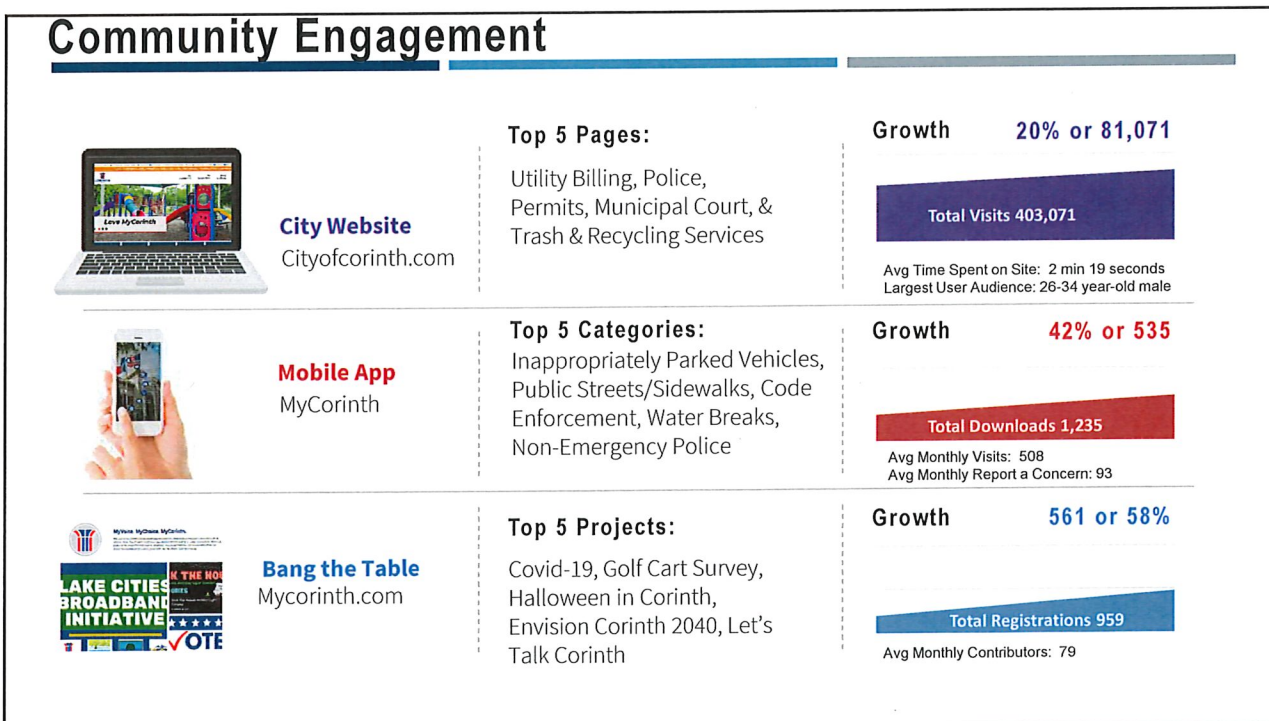 Community Engagement
Love MyCorinth
City Website
Cityofcorinth.com
Top 5 Pages:
Utility Billing, Police,
Permits, Municipal Court, &
Trash & Recycling Services
Growth 20% or 81,071
Total Visits 403,071
Avg Time Spent on Site: 2 min 19 seconds
Largest User Audience: 26-34 year-old male
Mobile App
MyCorinth
Top 5 Categories:
Inappropriately Parked Vehicles,
Public Streets/Sidewalks, Code
Enforcement, Water Breaks,
Non-Emergency Police
Growth 42% or 535
Total Downloads 1,235
Avg Monthly Visits: 508
Avg Monthly Report a Concern: 93
MyVoice. MyChoice. MyCorinth.
LAKE CITIES
BROADBAND
INITIATIVE
K THE HOU
VOTE
Bang the Table
Mycorinth.com
Top 5 Projects:
Covid-19, Golf Cart Survey,
Halloween in Corinth,
Envision Corinth 2040, Let's
Talk Corinth
Growth 561 or 58%
Total Registrations 959
Avg Monthly Contributors: 79